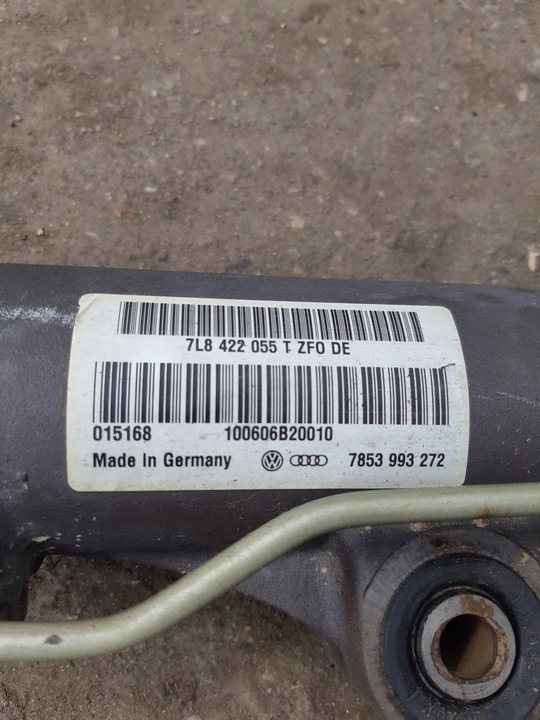 7L8 422 055 T ZFO DE
015168 100606B20010
Made in Germany 7853 993 272